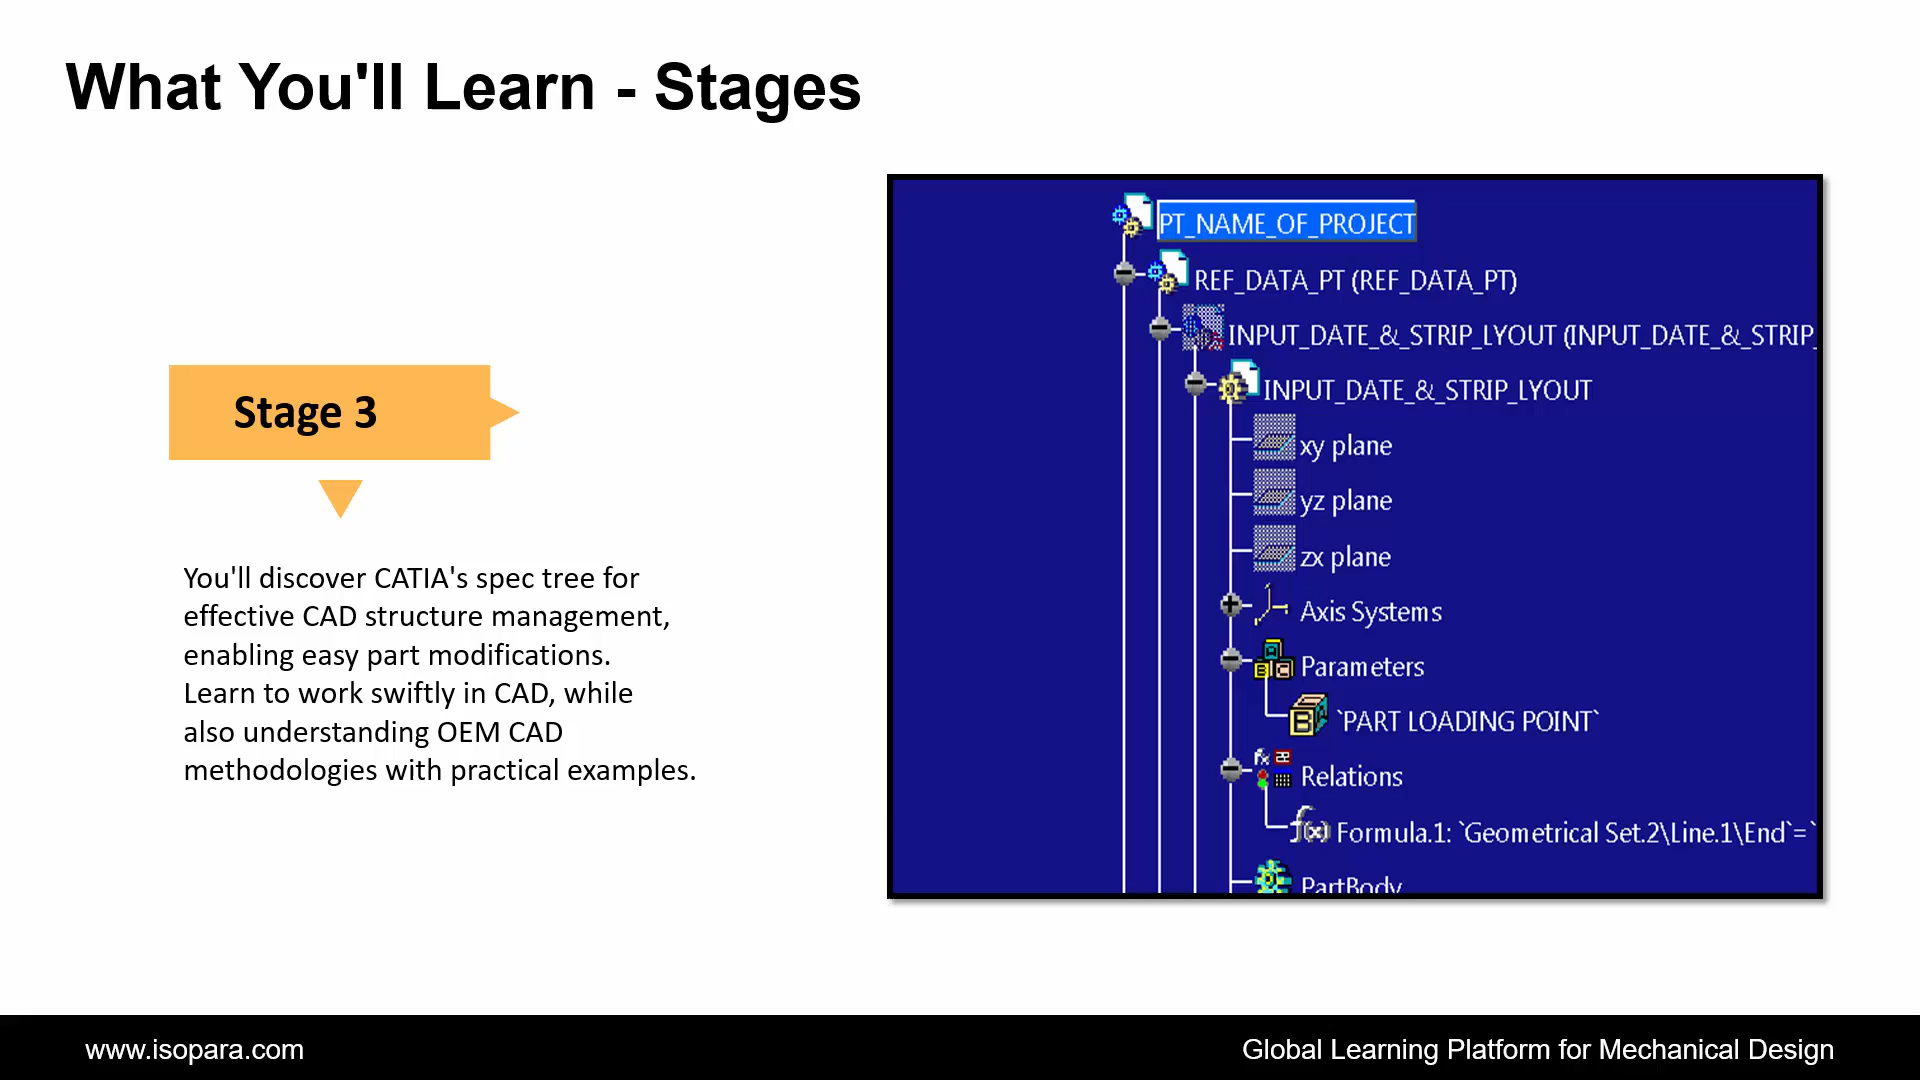 What You'll Learn - Stages
Stage 3
You'll discover CATIA's spec tree for
effective CAD structure management,
enabling easy part modifications.
Learn to work swiftly in CAD, while
also understanding OEM CAD
methodologies with practical examples.
PT_NAME_OF_PROJECT
REF_DATA_PT (REF_DATA_PT)
INPUT_DATE_&_STRIP_LYOUT (INPUT_DATE_&_STRIP_
INPUT_DATE_&_STRIP_LYOUT
xy plane
yz plane
zx plane
Axis Systems
Parameters
`PART LOADING POINT`
Relations
Formula.1: `Geometrical Set.2\Line.1\End`=`
PartBody
www.isopara.com
Global Learning Platform for Mechanical Design